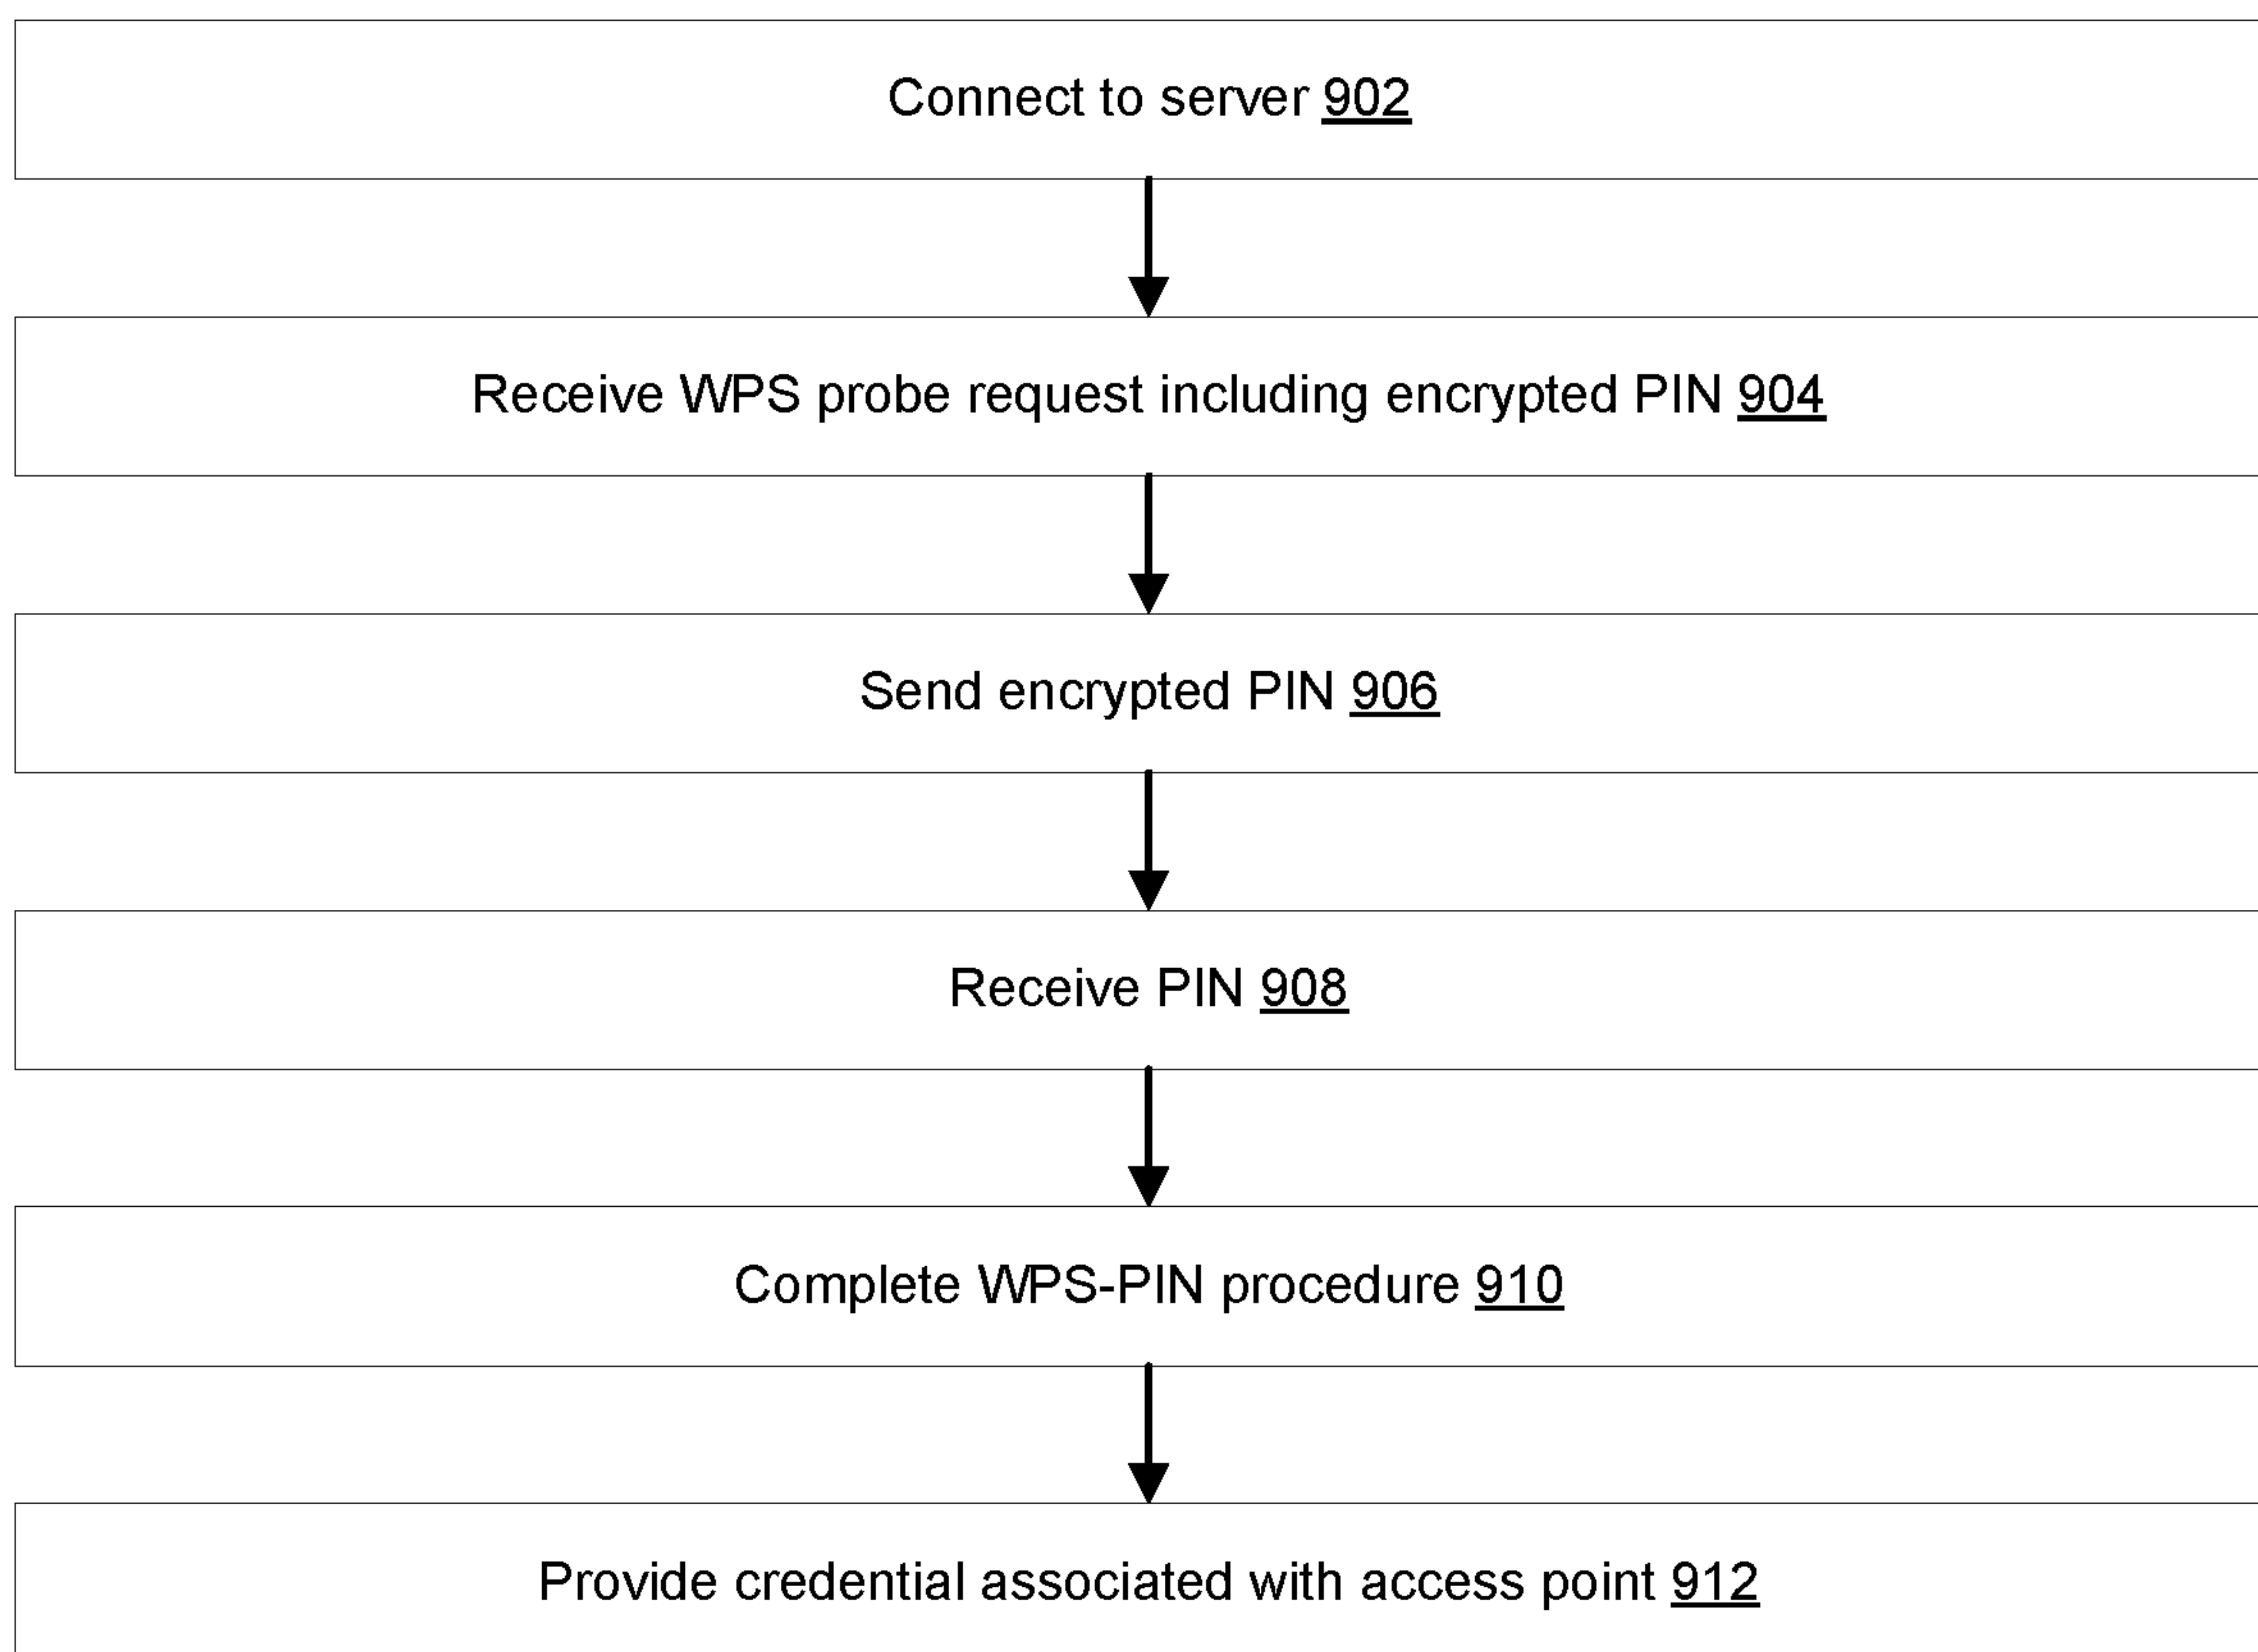 Connect to server 902
Receive WPS probe request including encrypted PIN 904
Send encrypted PIN 906
Receive PIN 908
Complete WPS-PIN procedure 910
Provide credential associated with access point 912